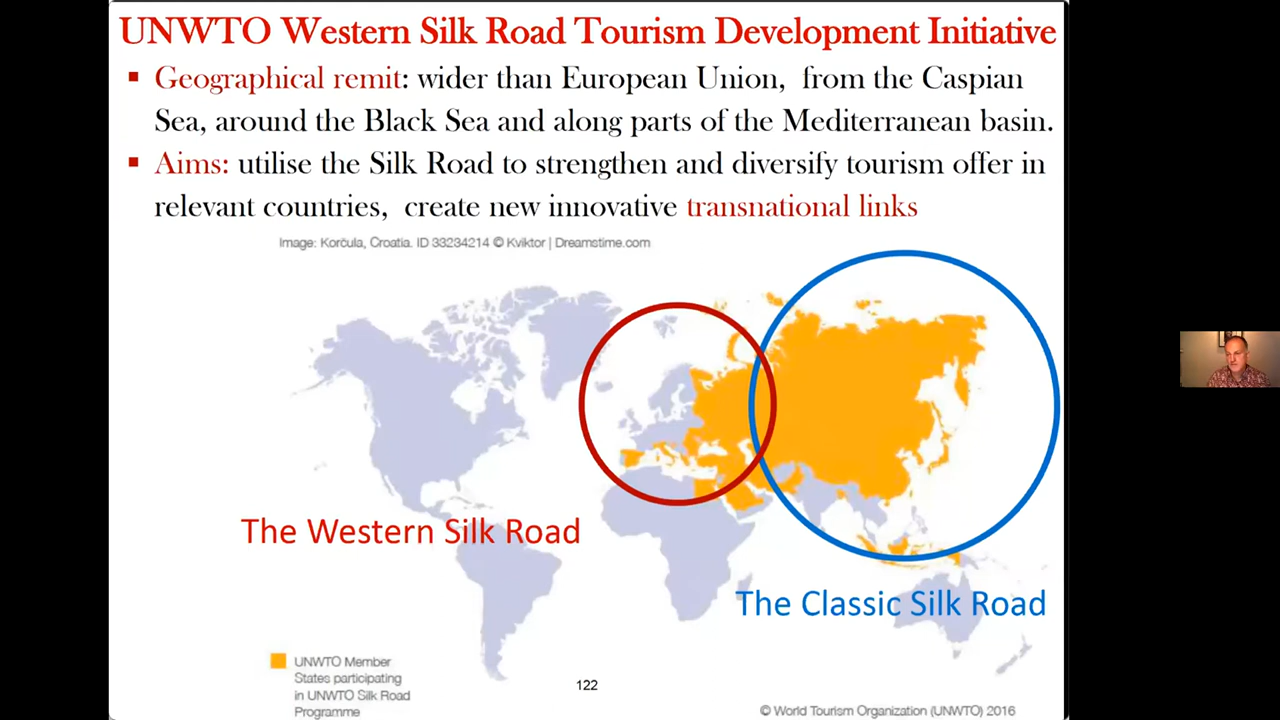 UNWTO Western Silk Road Tourism Development Initiative
▪ Geographical remit: wider than European Union, from the Caspian
Sea, around the Black Sea and along parts of the Mediterranean basin.
▪ Aims: utilise the Silk Road to strengthen and diversify tourism offer in
relevant countries, create new innovative transnational links
Image: Korčula, Croatia. ID 33234214 © Kviktor | Dreamstime.com
The Western Silk Road
The Classic Silk Road
UNWTO Member
States participating
in UNWTO Silk Road
Programme
122
© World Tourism Organization (UNWTO) 2016